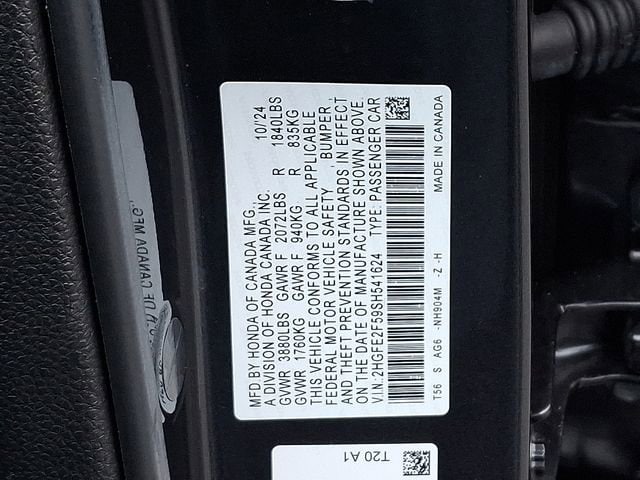 MFD.BY HONDA OF CANADA MFG., 10/24
A DIVISION OF HONDA CANADA INC.
GVWR 3880LBS GAWR F 2072LBS R 1840LBS
GVWR 1760KG GAWR F 940KG R 835KG
THIS VEHICLE CONFORMS TO ALL APPLICABLE
FEDERAL MOTOR VEHICLE SAFETY , BUMPER ,
AND THEFT PREVENTION STANDARDS IN EFFECT
ON THE DATE OF MANUFACTURE SHOWN ABOVE.
V.I.N: 2HGFE2F59SH541624 TYPE: PASSENGER CAR
T56 S AG6 -NH904M -Z -H MADE IN CANADA
T20 A1
OF CANADA MFG.,